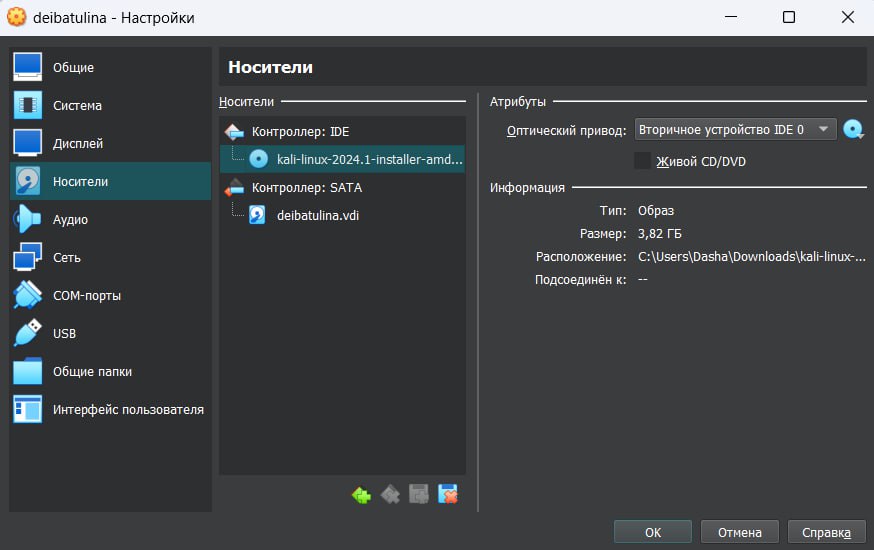 deibatulina - Настройки
Общие
Система
Дисплей
Носители
Аудио
Сеть
COM-порты
USB
Общие папки
Интерфейс пользователя
Носители
Носители
Контроллер: IDE
kali-linux-2024.1-installer-amd...
Контроллер: SATA
deibatulina.vdi
Атрибуты
Оптический привод: Вторичное устройство IDE 0
Живой CD/DVD
Информация
Тип: Образ
Размер: 3,82 ГБ
Расположение: C:\Users\Dasha\Downloads\kali-linux-...
Подсоединён к: --
OK Отмена Справка